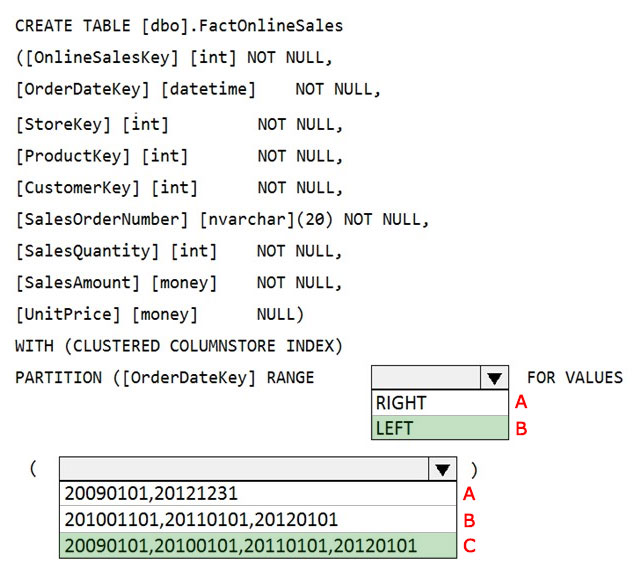 CREATE TABLE [dbo].FactOnlineSales
([OnlineSalesKey] [int] NOT NULL,
[OrderDateKey] [datetime] NOT NULL,
[StoreKey] [int] NOT NULL,
[ProductKey] [int] NOT NULL,
[CustomerKey] [int] NOT NULL,
[SalesOrderNumber] [nvarchar](20) NOT NULL,
[SalesQuantity] [int] NOT NULL,
[SalesAmount] [money] NOT NULL,
[UnitPrice] [money] NULL)
WITH (CLUSTERED COLUMNSTORE INDEX)
PARTITION ([OrderDateKey] RANGE FOR VALUES
RIGHT A
LEFT B
( )
20090101,20121231 A
201001101,20110101,20120101 B
20090101,20100101,20110101,20120101 C